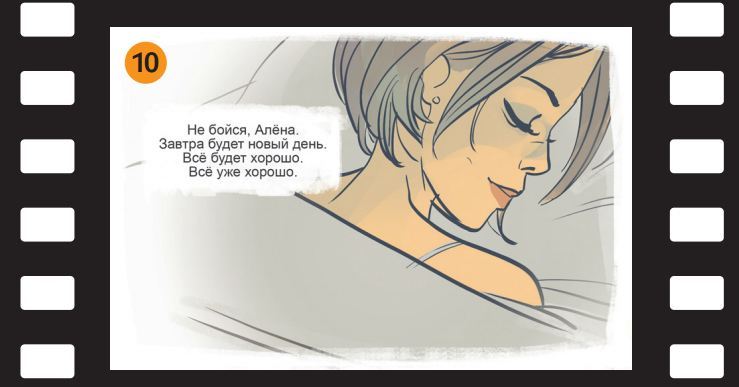 10
Не бойся, Алёна.
Завтра будет новый день.
Всё будет хорошо.
Всё уже хорошо.